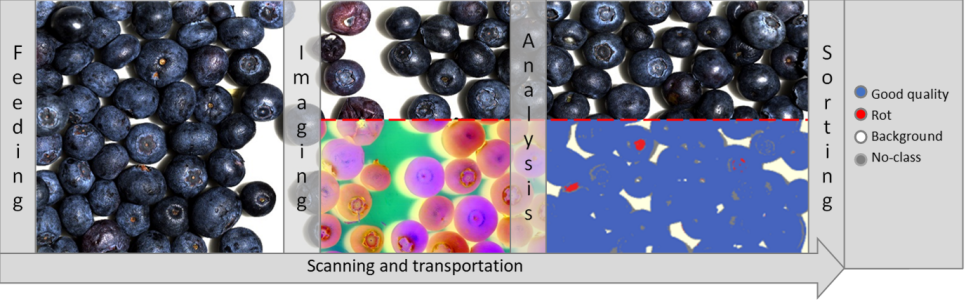 Feeding
Imaging
Analysis
Sorting
Good quality
Rot
Background
No-class
Scanning and transportation